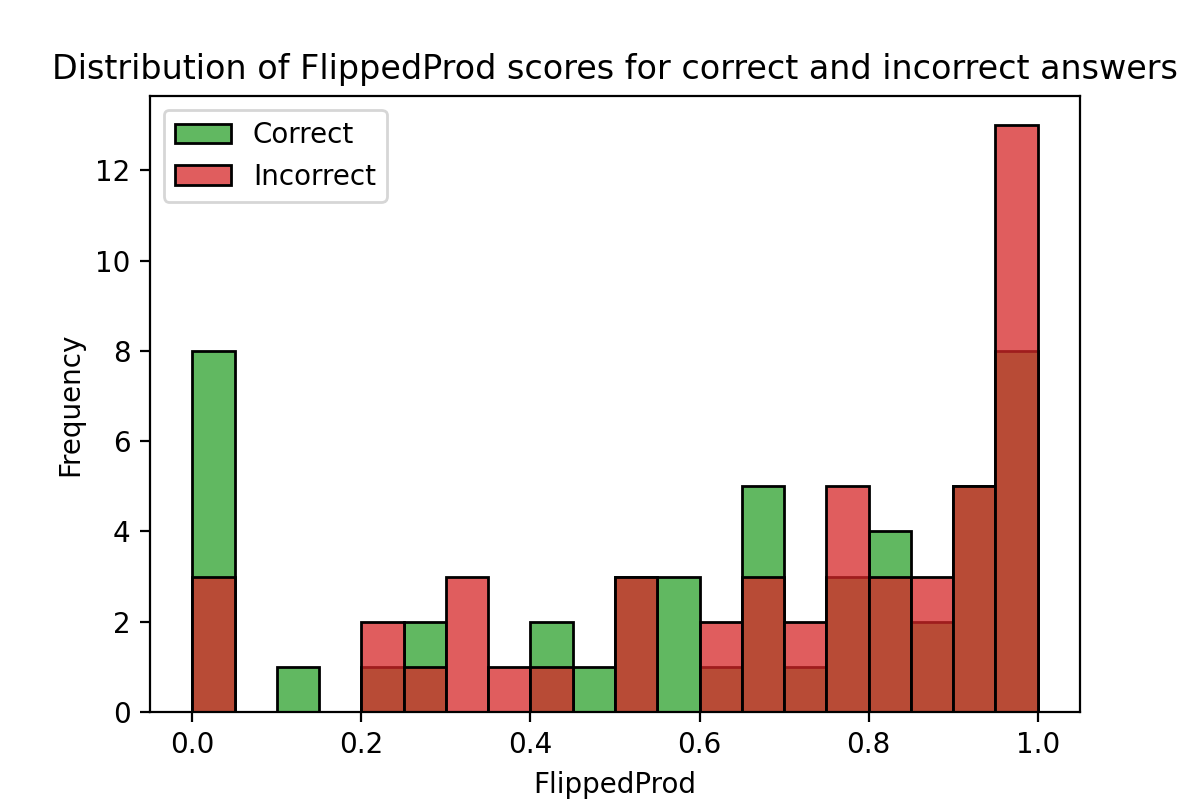 Distribution of FlippedProd scores for correct and incorrect answers
Correct
Incorrect
12
10
8
6
4
2
0
Frequency
0.0 0.2 0.4 0.6 0.8 1.0
FlippedProd